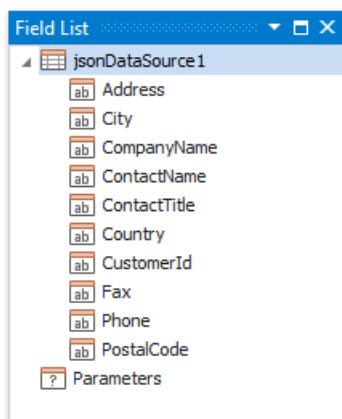 Field List
jsonDataSource1
ab Address
ab City
ab CompanyName
ab ContactName
ab ContactTitle
ab Country
ab CustomerId
ab Fax
ab Phone
ab PostalCode
? Parameters